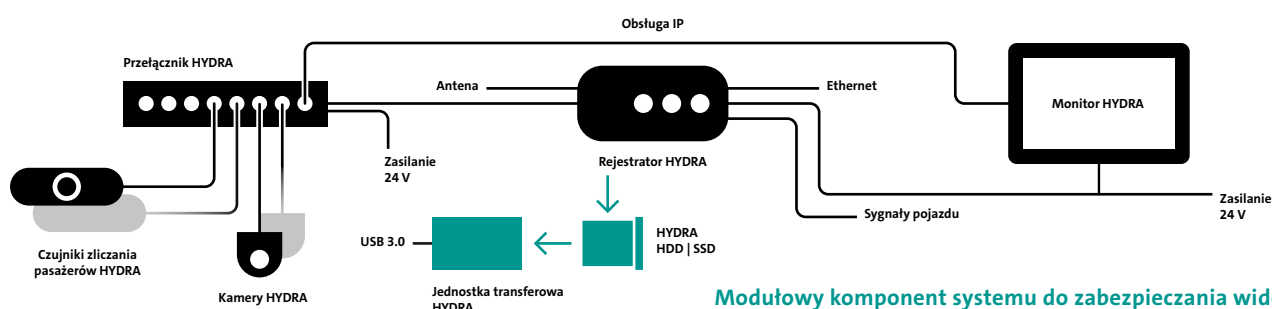 Obsługa IP
Przełącznik HYDRA
Antena
Ethernet
Monitor HYDRA
Zasilanie
24 V
Rejestrator HYDRA
Zasilanie
24 V
Sygnały pojazdu
Czujniki zliczania
pasażerów HYDRA
Kamery HYDRA
USB 3.0
HYDRA
HDD | SSD
Jednostka transferowa
HYDRA
Modułowy komponent systemu do zabezpieczania